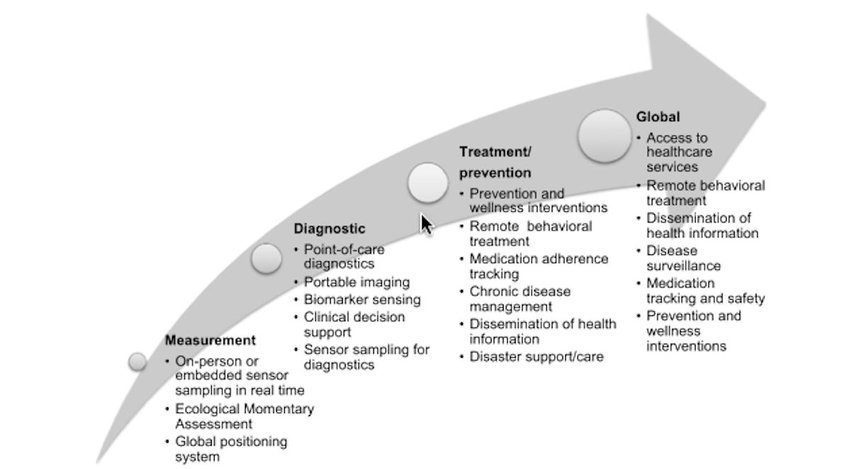 Measurement
• On-person or
embedded sensor
sampling in real time
• Ecological Momentary
Assessment
• Global positioning
system
Diagnostic
• Point-of-care
diagnostics
• Portable imaging
• Biomarker sensing
• Clinical decision
support
• Sensor sampling for
diagnostics
Treatment/
prevention
• Prevention and
wellness interventions
• Remote behavioral
treatment
• Medication adherence
tracking
• Chronic disease
management
• Dissemination of health
information
• Disaster support/care
Global
• Access to
healthcare
services
• Remote behavioral
treatment
• Dissemination of
health information
• Disease
surveillance
• Medication
tracking and safety
• Prevention and
wellness
interventions